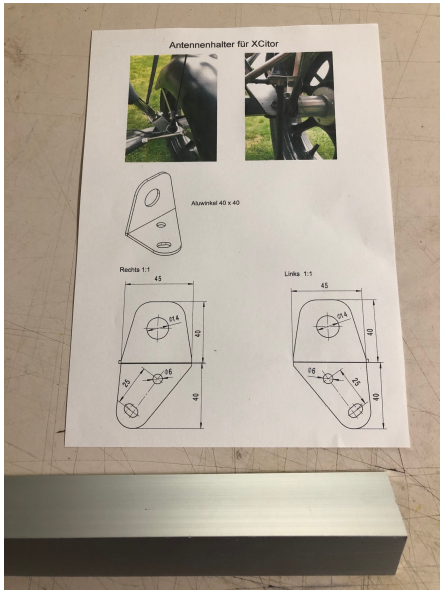 Antennenhalter für XCitor
Aluwinkel 40 x 40
Rechts 1:1
Links 1:1
45
45
Ø14
40
Ø14
40
25
Ø6
40
Ø6
25
40